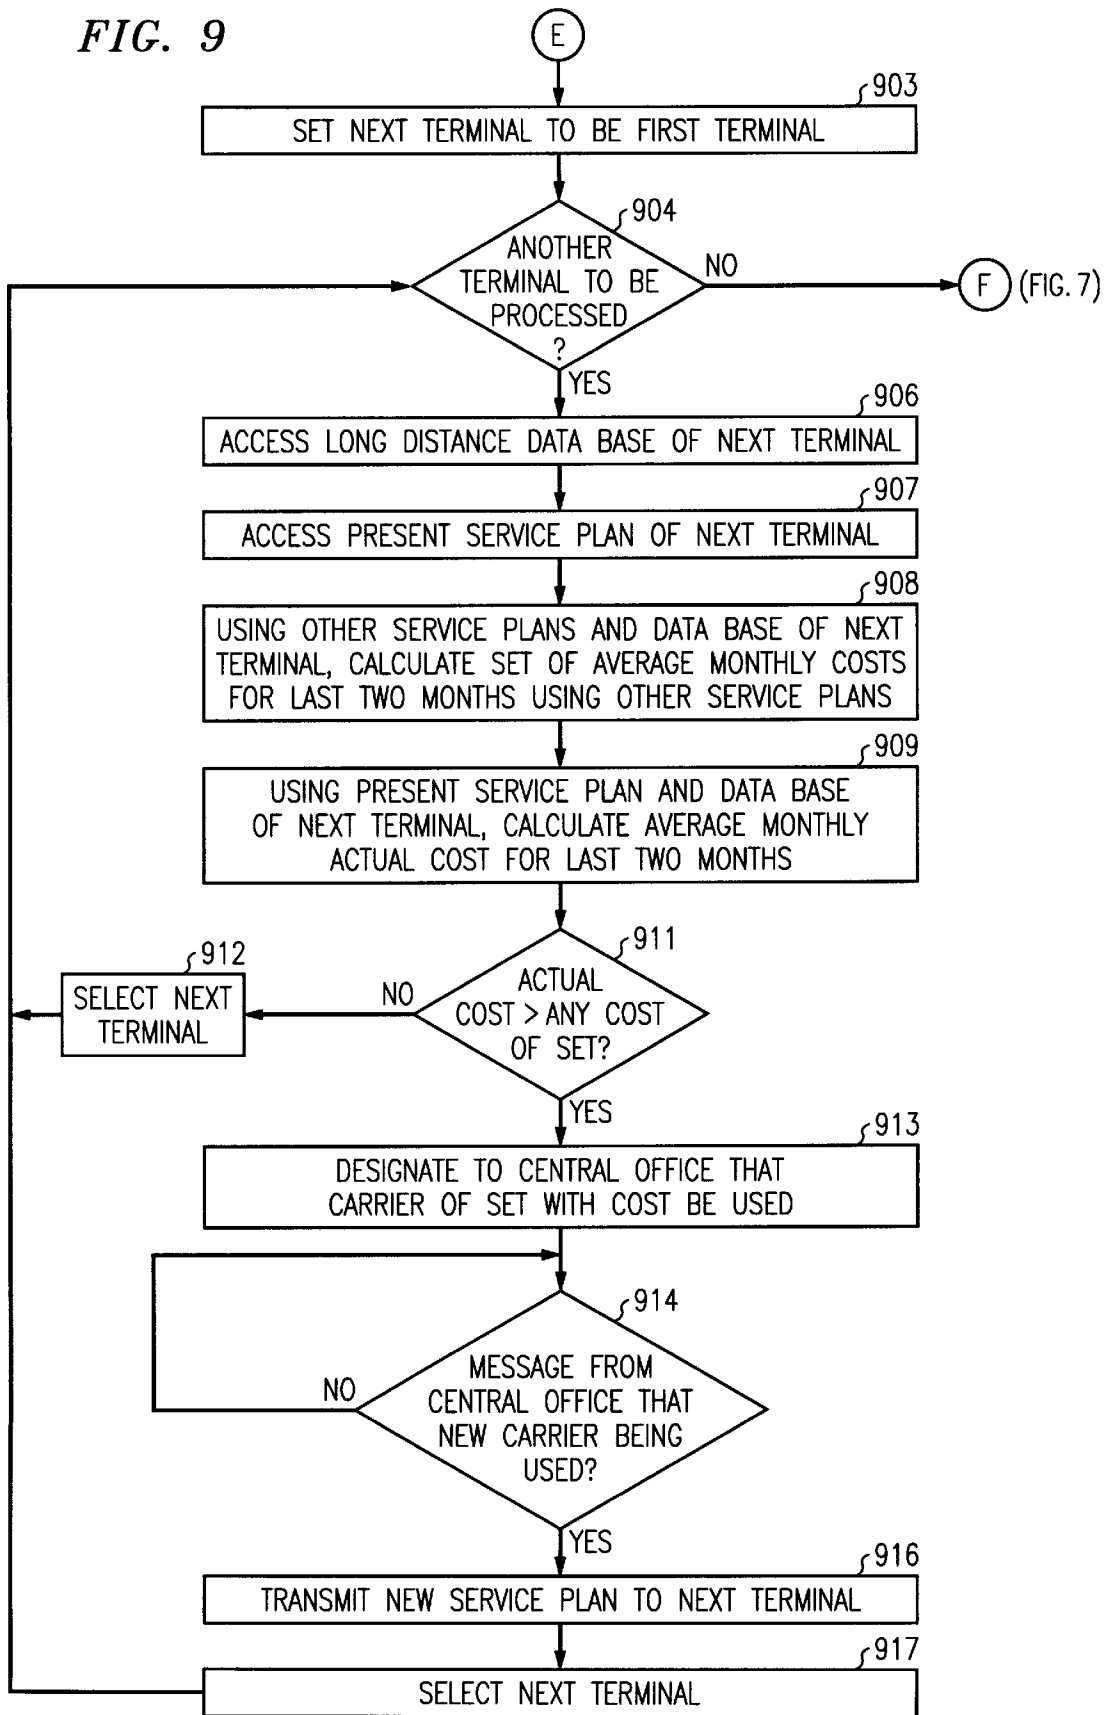 FIG. 9
E
903
SET NEXT TERMINAL TO BE FIRST TERMINAL
904
ANOTHER
TERMINAL TO BE
PROCESSED
?
NO
F (FIG. 7)
YES
906
ACCESS LONG DISTANCE DATA BASE OF NEXT TERMINAL
907
ACCESS PRESENT SERVICE PLAN OF NEXT TERMINAL
908
USING OTHER SERVICE PLANS AND DATA BASE OF NEXT
TERMINAL, CALCULATE SET OF AVERAGE MONTHLY COSTS
FOR LAST TWO MONTHS USING OTHER SERVICE PLANS
909
USING PRESENT SERVICE PLAN AND DATA BASE
OF NEXT TERMINAL, CALCULATE AVERAGE MONTHLY
ACTUAL COST FOR LAST TWO MONTHS
911
ACTUAL
COST > ANY COST
OF SET?
NO
912
SELECT NEXT
TERMINAL
YES
913
DESIGNATE TO CENTRAL OFFICE THAT
CARRIER OF SET WITH COST BE USED
914
MESSAGE FROM
CENTRAL OFFICE THAT
NEW CARRIER BEING
USED?
NO
YES
916
TRANSMIT NEW SERVICE PLAN TO NEXT TERMINAL
917
SELECT NEXT TERMINAL